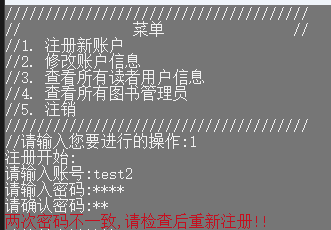 ////////////////////////////////////
//              菜单              //
//1. 注册新账户
//2. 修改账户信息
//3. 查看所有读者用户信息
//4. 查看所有图书管理员
//5. 注销
////////////////////////////////////
//请输入您要进行的操作:1
注册开始:
请输入账号:test2
请输入密码:****
请确认密码:**
两次密码不一致,请检查后重新注册!!